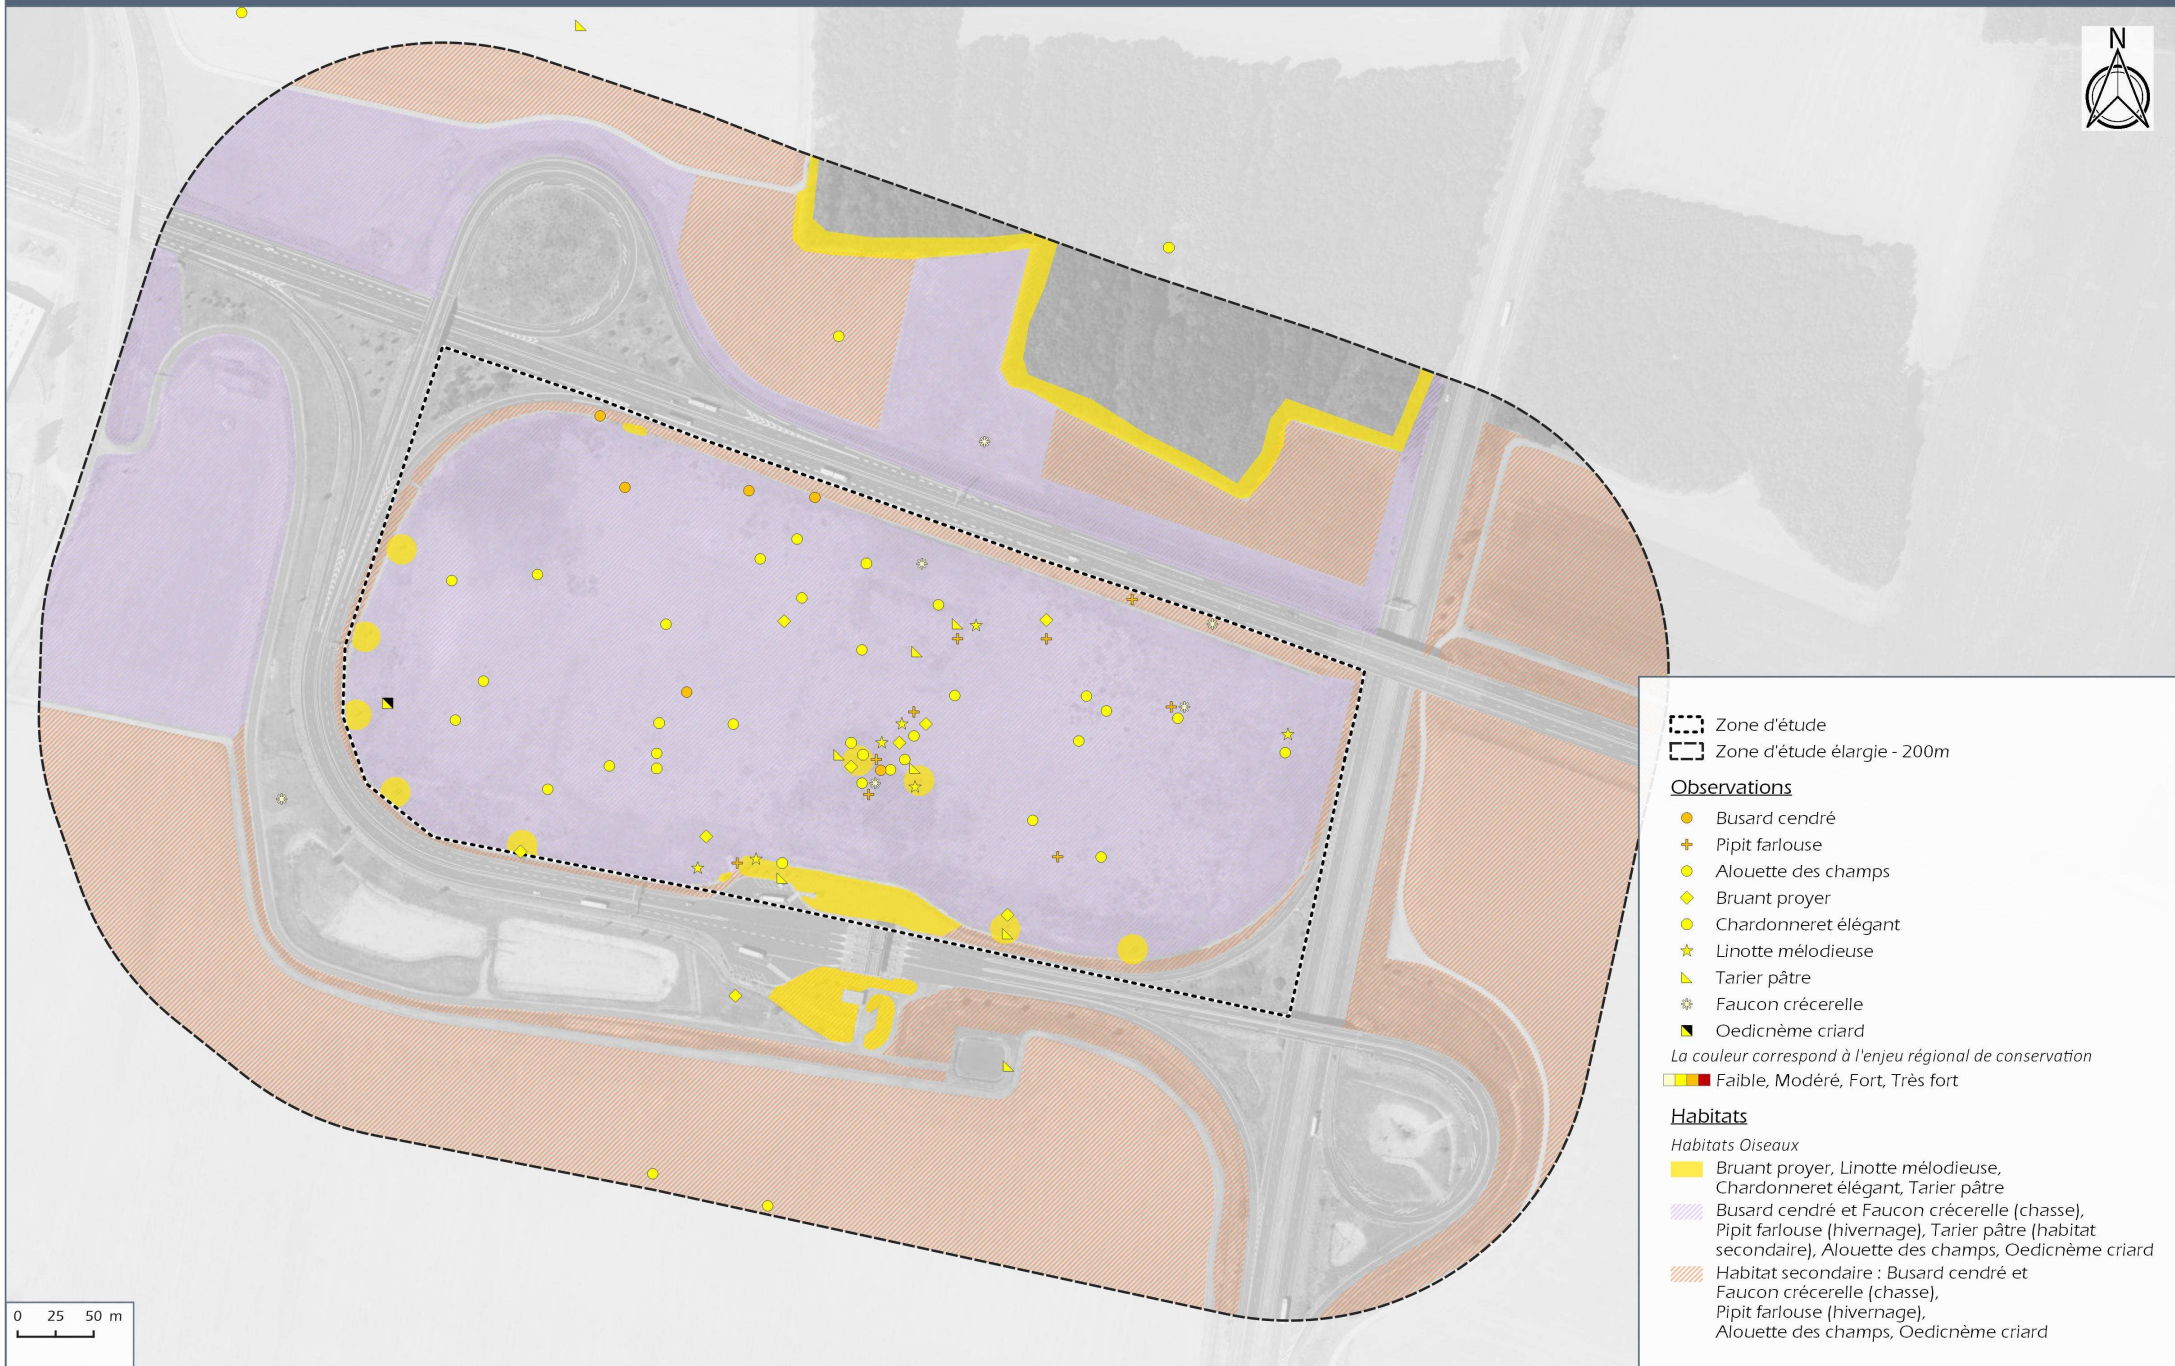 N
Zone d'étude
Zone d'étude élargie - 200m
Observations
Busard cendré
Pipit farlouse
Alouette des champs
Bruant proyer
Chardonneret élégant
Linotte mélodieuse
Tarier pâtre
Faucon crécerelle
Oedicnème criard
La couleur correspond à l'enjeu régional de conservation
Faible, Modéré, Fort, Très fort
Habitats
Habitats Oiseaux
Bruant proyer, Linotte mélodieuse,
Chardonneret élégant, Tarier pâtre
Busard cendré et Faucon crécerelle (chasse),
Pipit farlouse (hivernage), Tarier pâtre (habitat
secondaire), Alouette des champs, Oedicnème criard
Habitat secondaire : Busard cendré et
Faucon crécerelle (chasse),
Pipit farlouse (hivernage),
Alouette des champs, Oedicnème criard
0 25 50 m